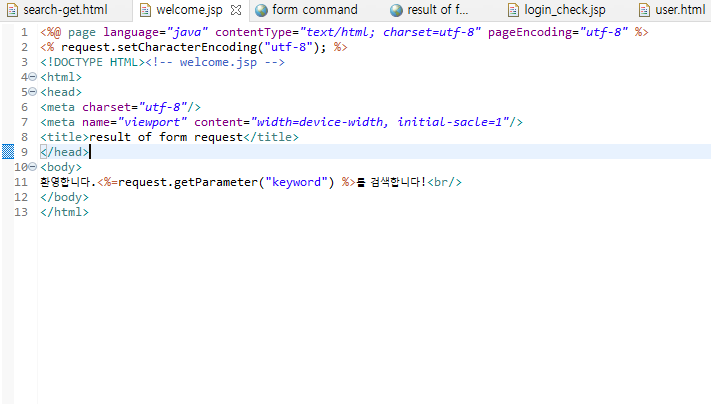 search-get.html welcome.jsp form command result of f... login_check.jsp user.html
1 <%@ page language="java" contentType="text/html; charset=utf-8" pageEncoding="utf-8" %>
2 <% request.setCharacterEncoding("utf-8"); %>
3 <!DOCTYPE HTML><!-- welcome.jsp -->
4 <html>
5 <head>
6 <meta charset="utf-8"/>
7 <meta name="viewport" content="width=device-width, initial-sacle=1"/>
8 <title>result of form request</title>
9 </head>
10 <body>
11 환영합니다.<%=request.getParameter("keyword") %>를 검색합니다!<br/>
12 </body>
13 </html>